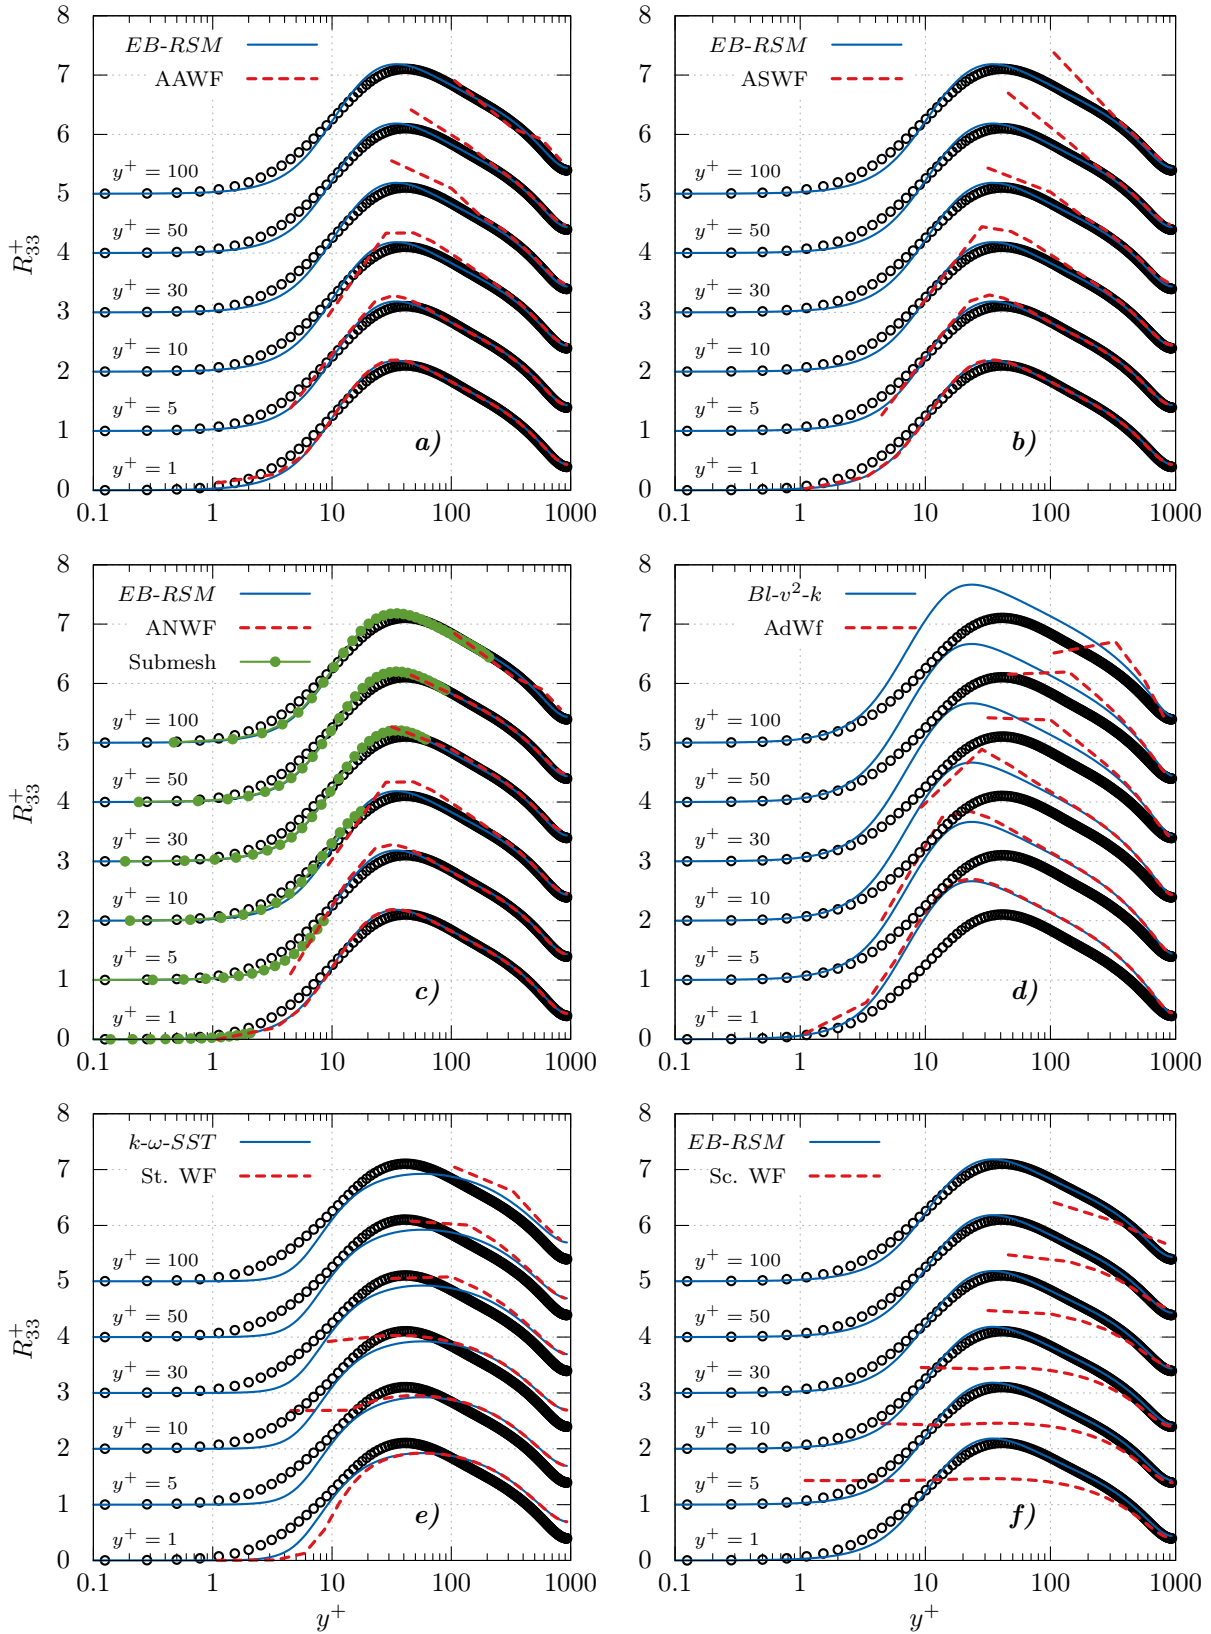 8
7
6
5
4
3
2
1
0
R₃₃⁺
EB-RSM
AAWF
y⁺ = 100
y⁺ = 50
y⁺ = 30
y⁺ = 10
y⁺ = 5
y⁺ = 1
a)
0.1 1 10 100 1000
8
7
6
5
4
3
2
1
0
EB-RSM
ASWF
y⁺ = 100
y⁺ = 50
y⁺ = 30
y⁺ = 10
y⁺ = 5
y⁺ = 1
b)
0.1 1 10 100 1000
8
7
6
5
4
3
2
1
0
R₃₃⁺
EB-RSM
ANWF
Submesh
y⁺ = 100
y⁺ = 50
y⁺ = 30
y⁺ = 10
y⁺ = 5
y⁺ = 1
c)
0.1 1 10 100 1000
8
7
6
5
4
3
2
1
0
Bl-v²-k
AdWf
y⁺ = 100
y⁺ = 50
y⁺ = 30
y⁺ = 10
y⁺ = 5
y⁺ = 1
d)
0.1 1 10 100 1000
8
7
6
5
4
3
2
1
0
R₃₃⁺
k-ω-SST
St. WF
y⁺ = 100
y⁺ = 50
y⁺ = 30
y⁺ = 10
y⁺ = 5
y⁺ = 1
e)
0.1 1 10 100 1000
y⁺
8
7
6
5
4
3
2
1
0
EB-RSM
Sc. WF
y⁺ = 100
y⁺ = 50
y⁺ = 30
y⁺ = 10
y⁺ = 5
y⁺ = 1
f)
0.1 1 10 100 1000
y⁺